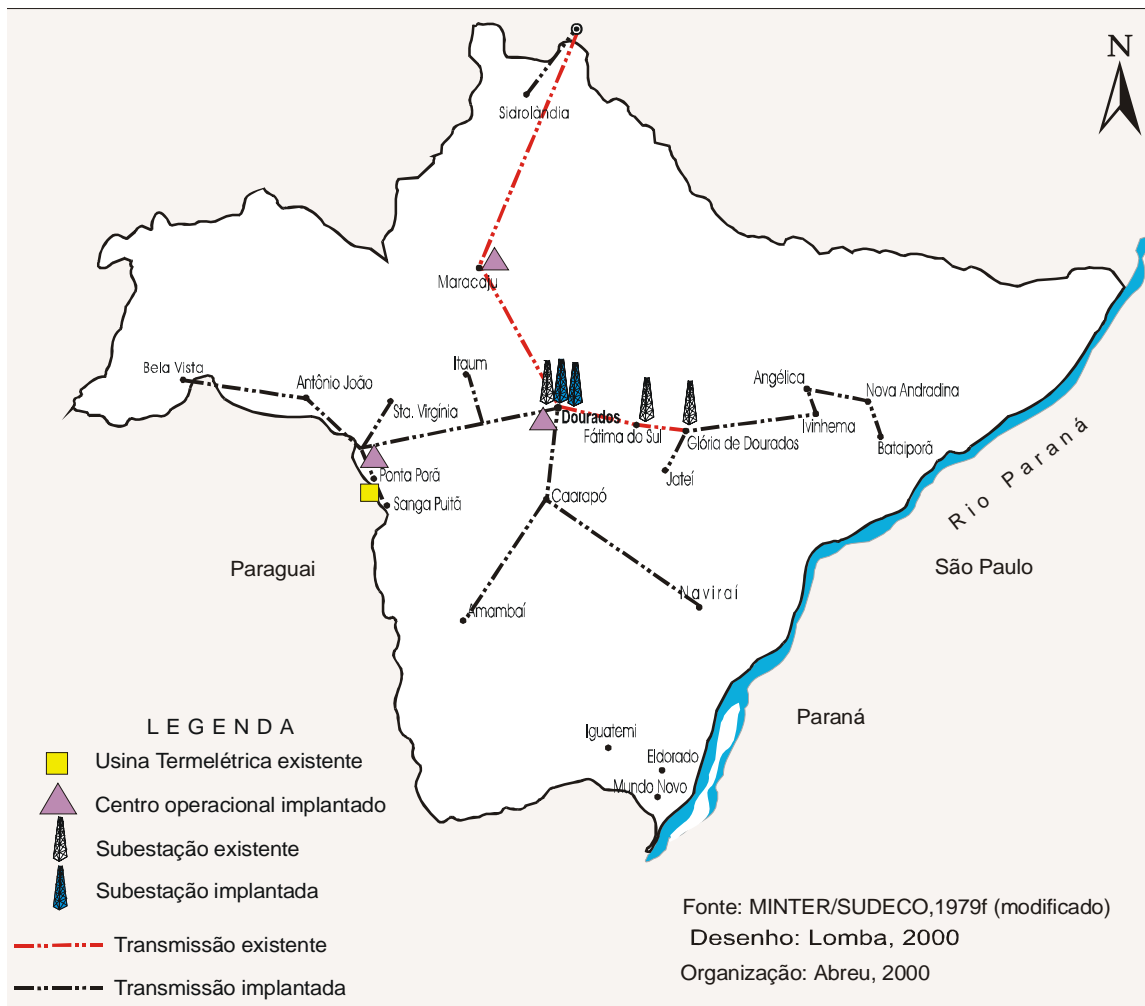 N
Sidrolàndia
Maracaju
Bela Vista
Antônio João
Itaum
Sta. Virgínia
Dourados
Fátima do Sul
Glória de Dourados
Angélica
Nova Andradina
Ivinhema
Bataiporã
Jateí
Ponta Porã
Sanga Puitã
Caarapó
Rio Paraná
Paraguai
São Paulo
Amambaí
Naviraí
Paraná
Iguatemi
Eldorado
Mundo Novo
LEGENDA
Usina Termelétrica existente
Centro operacional implantado
Subestação existente
Subestação implantada
Transmissão existente
Transmissão implantada
Fonte: MINTER/SUDECO,1979f (modificado)
Desenho: Lomba, 2000
Organização: Abreu, 2000